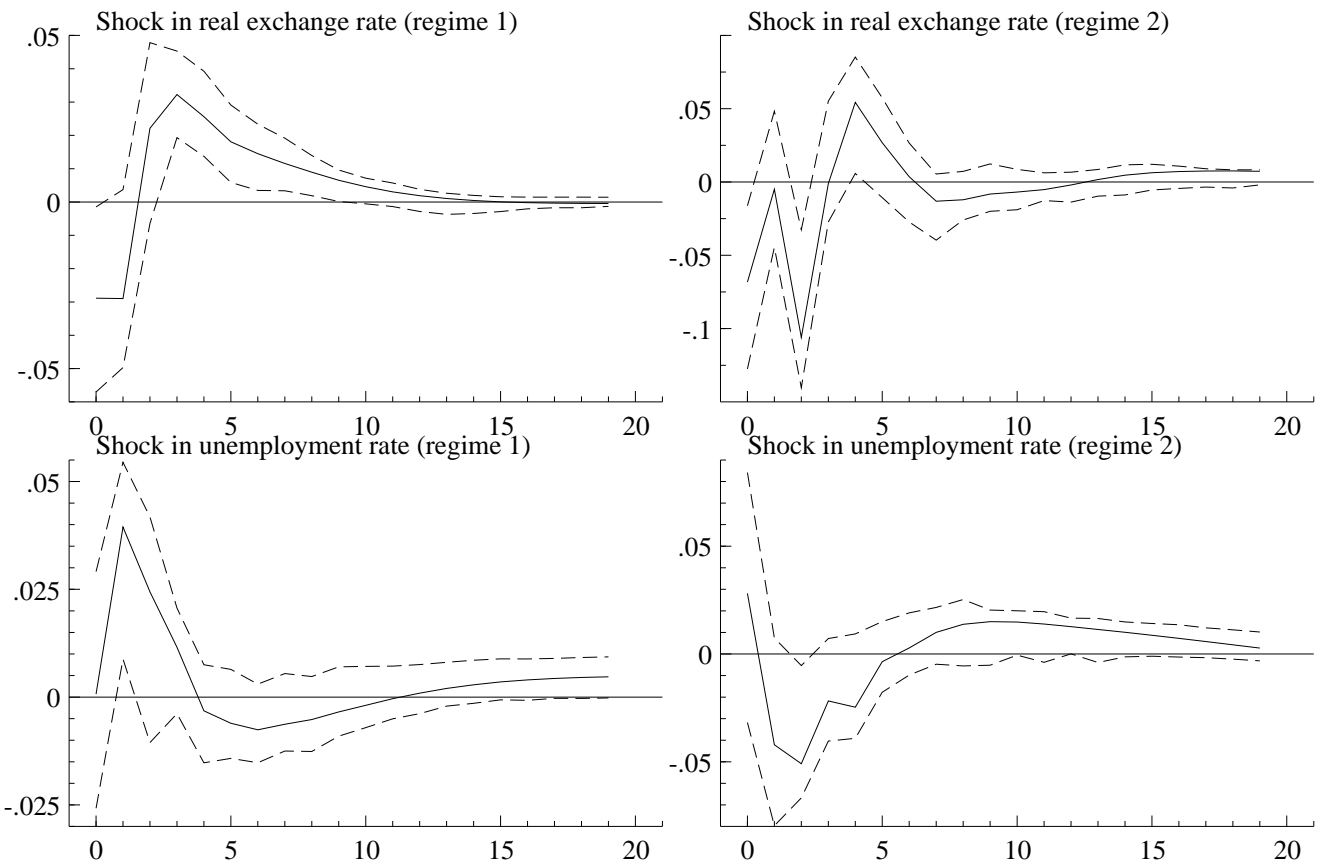 Shock in real exchange rate (regime 1)
.05
0
-.05
0 5 10 15 20
Shock in real exchange rate (regime 2)
.05
0
-.05
-.1
0 5 10 15 20
Shock in unemployment rate (regime 1)
.05
.025
0
-.025
0 5 10 15 20
Shock in unemployment rate (regime 2)
.05
0
-.05
0 5 10 15 20